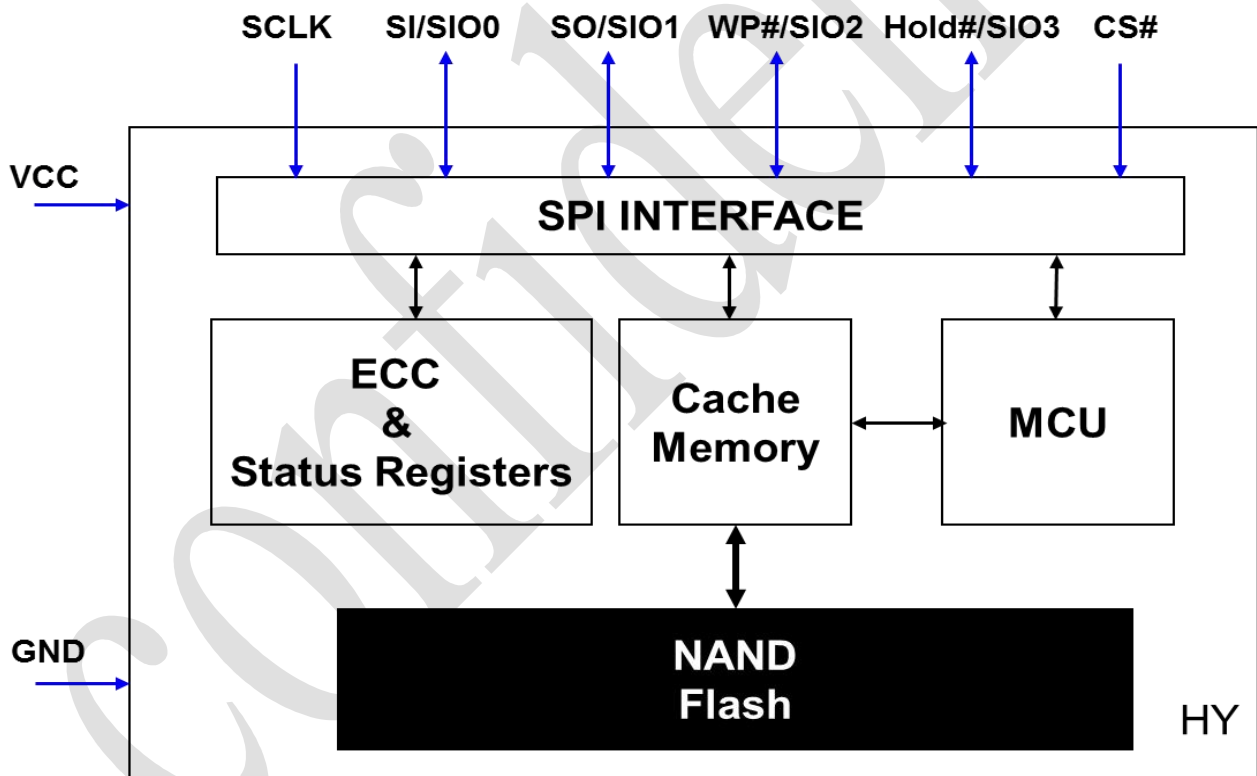 SCLK SI/SIO0 SO/SIO1 WP#/SIO2 Hold#/SIO3 CS#
VCC
SPI INTERFACE
ECC
&
Status Registers
Cache
Memory
MCU
GND
NAND
Flash
HY
confiden